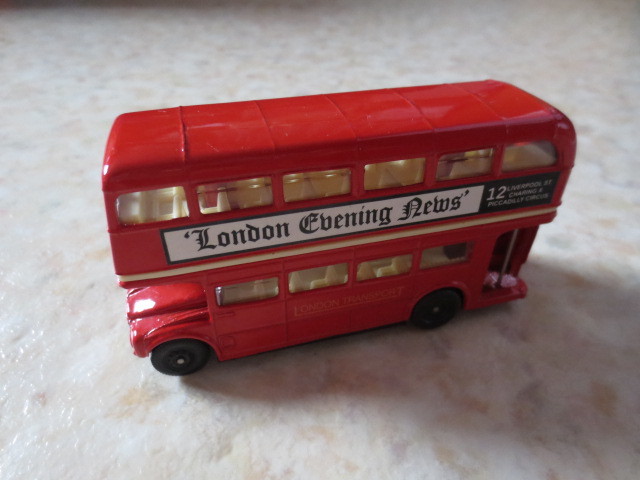 'London Evening News'
12 LIVERPOOL ST
CHARING X
PICCADILLY CIRCUS
LONDON TRANSPORT